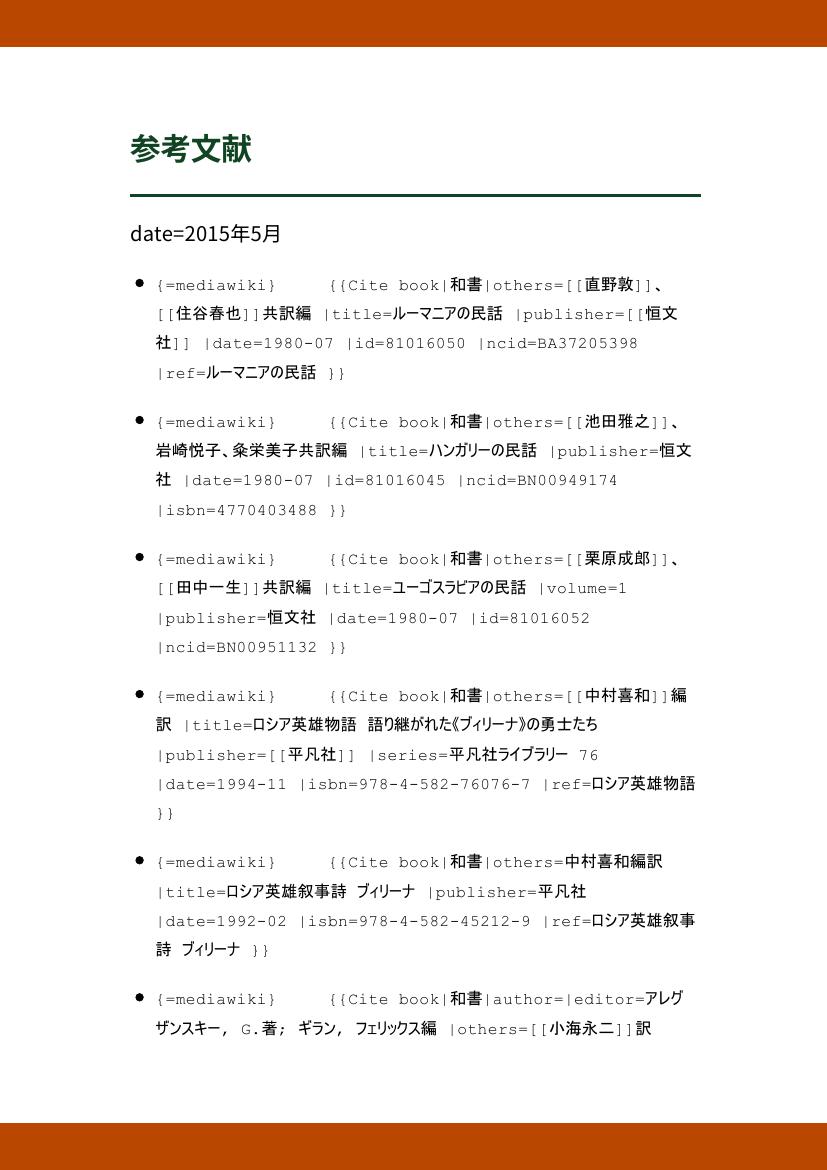 参考文献
date=2015年5月
{=mediawiki} {{Cite book|和書|others=[[直野敦]]、
[[住谷春也]]共訳編 |title=ルーマニアの民話 |publisher=[[恒文
社]] |date=1980-07 |id=81016050 |ncid=BA37205398
|ref=ルーマニアの民話 }}
{=mediawiki} {{Cite book|和書|others=[[池田雅之]]、
岩崎悦子、粂栄美子共訳編 |title=ハンガリーの民話 |publisher=恒文
社 |date=1980-07 |id=81016045 |ncid=BN00949174
|isbn=4770403488 }}
{=mediawiki} {{Cite book|和書|others=[[栗原成郎]]、
[[田中一生]]共訳編 |title=ユーゴスラビアの民話 |volume=1
|publisher=恒文社 |date=1980-07 |id=81016052
|ncid=BN00951132 }}
{=mediawiki} {{Cite book|和書|others=[[中村喜和]]編
訳 |title=ロシア英雄物語 語り継がれた《ブィリーナ》の勇士たち
|publisher=[[平凡社]] |series=平凡社ライブラリー 76
|date=1994-11 |isbn=978-4-582-76076-7 |ref=ロシア英雄物語
}}
{=mediawiki} {{Cite book|和書|others=中村喜和編訳
|title=ロシア英雄叙事詩 ブィリーナ |publisher=平凡社
|date=1992-02 |isbn=978-4-582-45212-9 |ref=ロシア英雄叙事
詩 ブィリーナ }}
{=mediawiki} {{Cite book|和書|author=|editor=アレグ
ザンスキー, G.著; ギラン, フェリックス編 |others=[[小海永二]]訳